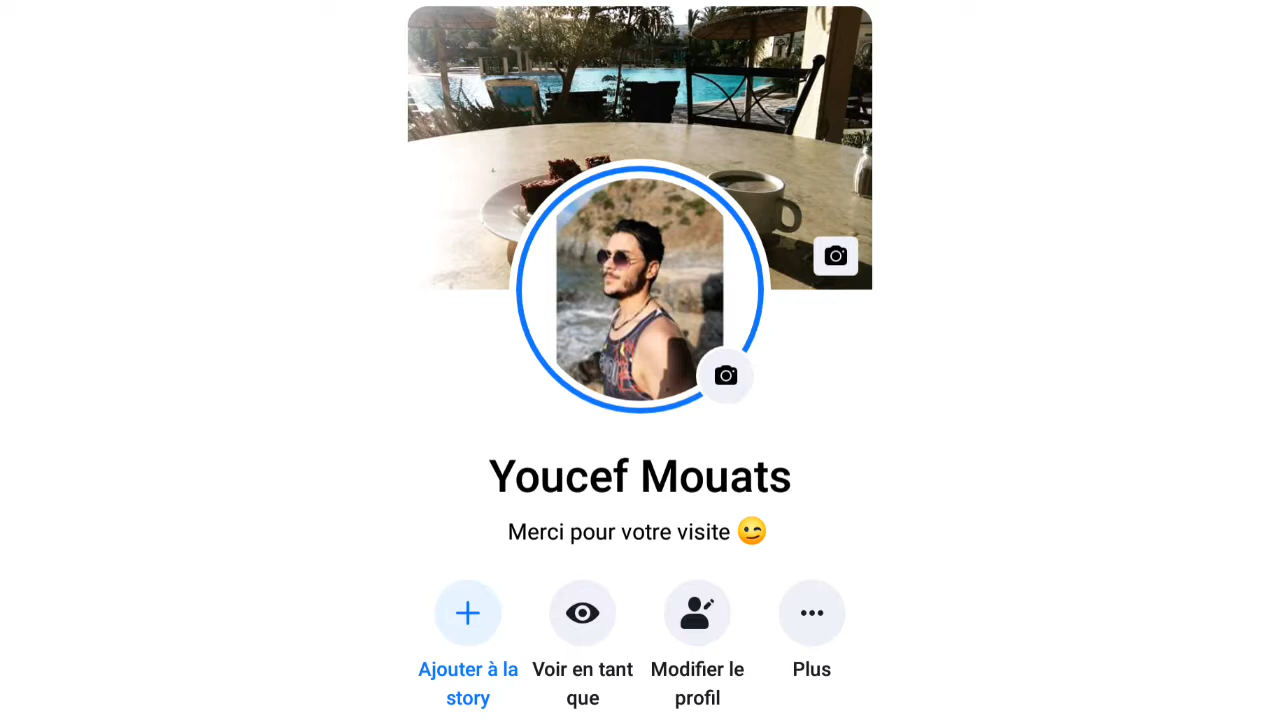 Youcef Mouats
Merci pour votre visite 😉
Ajouter à la Voir en tant Modifier le Plus
story que profil